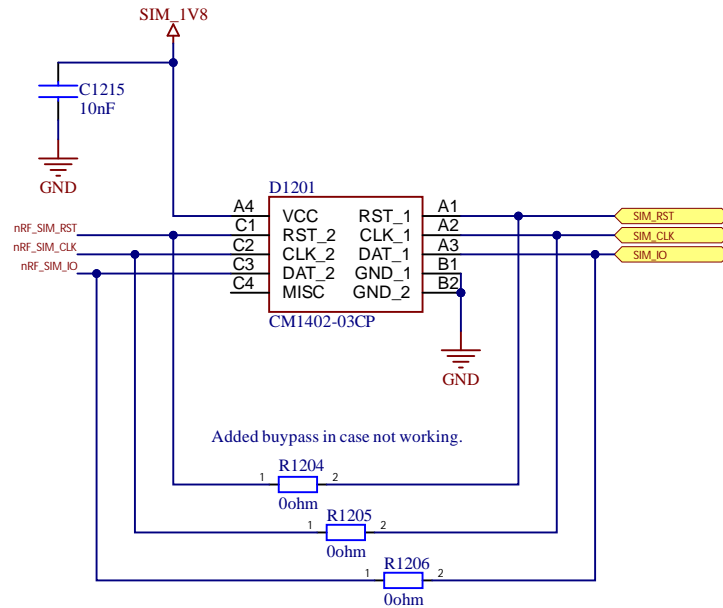 SIM_1V8
C1215
10nF
GND
D1201
A4 VCC RST_1 A1 SIM_RST
nRF_SIM_RST C1 RST_2 CLK_1 A2 SIM_CLK
nRF_SIM_CLK C2 CLK_2 DAT_1 A3 SIM_IO
nRF_SIM_IO C3 DAT_2 GND_1 B1
C4 MISC GND_2 B2
CM1402-03CP
GND
Added buypass in case not working.
R1204
1 2
0ohm
R1205
1 2
0ohm
R1206
1 2
0ohm